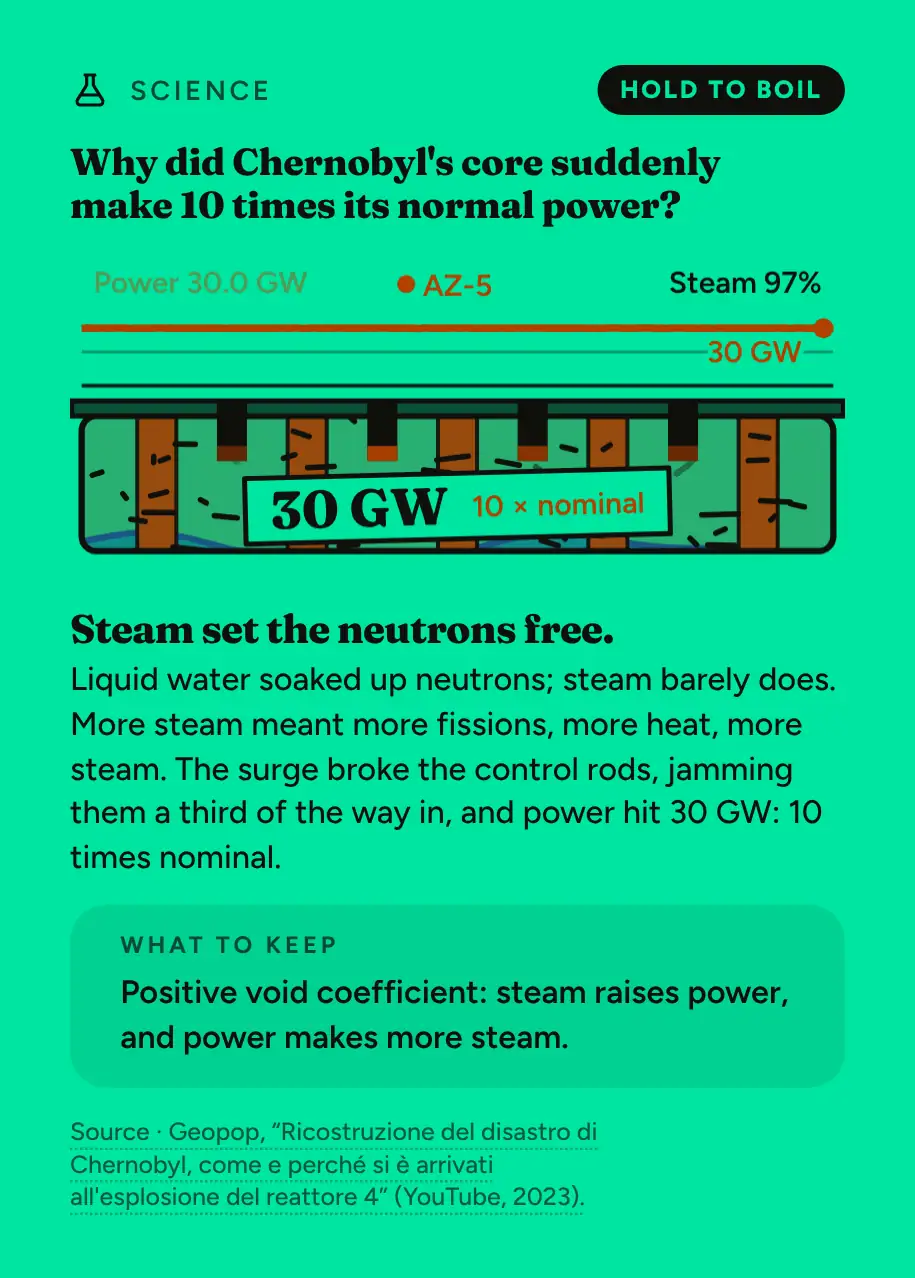 SCIENCE
HOLD TO BOIL
Why did Chernobyl's core suddenly
make 10 times its normal power?
Power 30.0 GW
AZ-5
Steam 97%
30 GW
30 GW 10 × nominal
Steam set the neutrons free.
Liquid water soaked up neutrons; steam barely does.
More steam meant more fissions, more heat, more
steam. The surge broke the control rods, jamming
them a third of the way in, and power hit 30 GW: 10
times nominal.
WHAT TO KEEP
Positive void coefficient: steam raises power,
and power makes more steam.
Source · Geopop, “Ricostruzione del disastro di
Chernobyl, come e perché si è arrivati
all'esplosione del reattore 4” (YouTube, 2023).